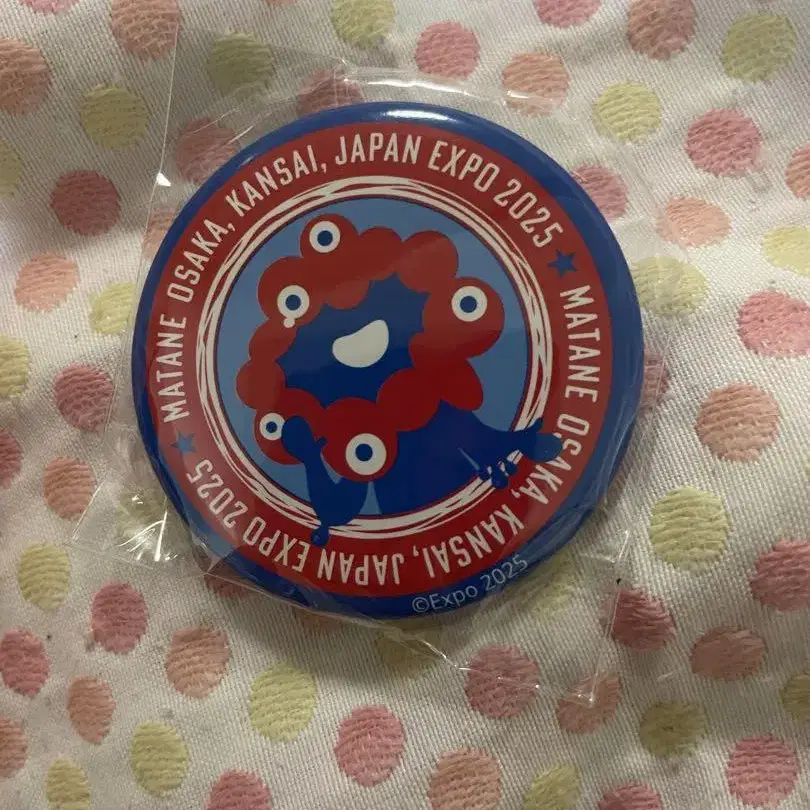 MATANE OSAKA, KANSAI, JAPAN EXPO 2025 ★
MATANE OSAKA, KANSAI, JAPAN EXPO 2025 ★
©Expo 2025